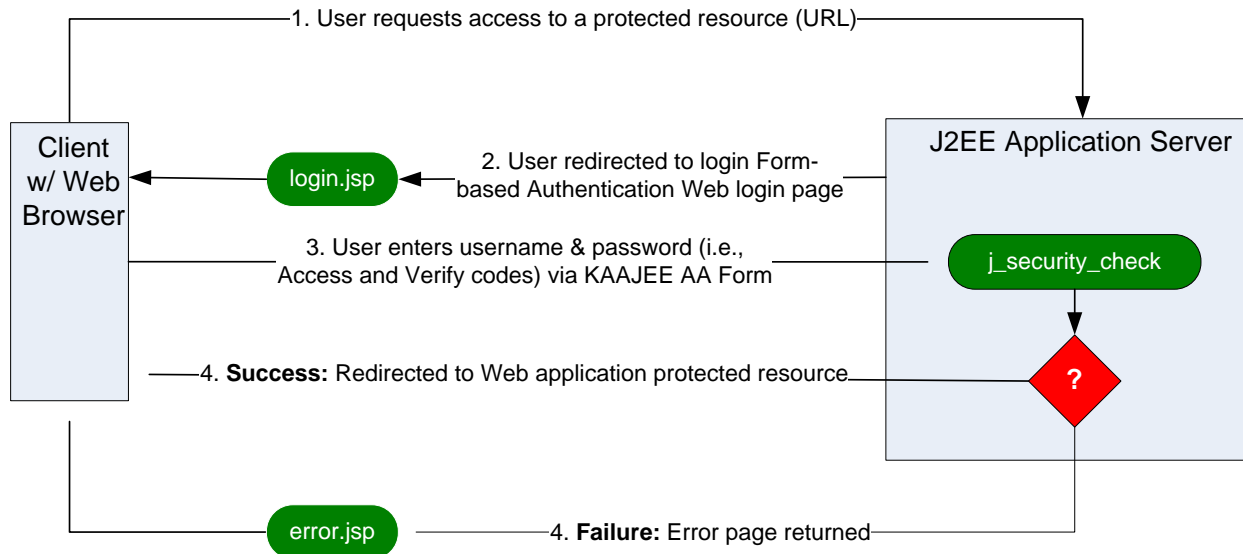 1. User requests access to a protected resource (URL)
Client
w/ Web
Browser
J2EE Application Server
login.jsp
2. User redirected to login Form-
based Authentication Web login page
3. User enters username & password (i.e.,
Access and Verify codes) via KAAJEE AA Form
j_security_check
4. Success: Redirected to Web application protected resource
?
error.jsp
4. Failure: Error page returned